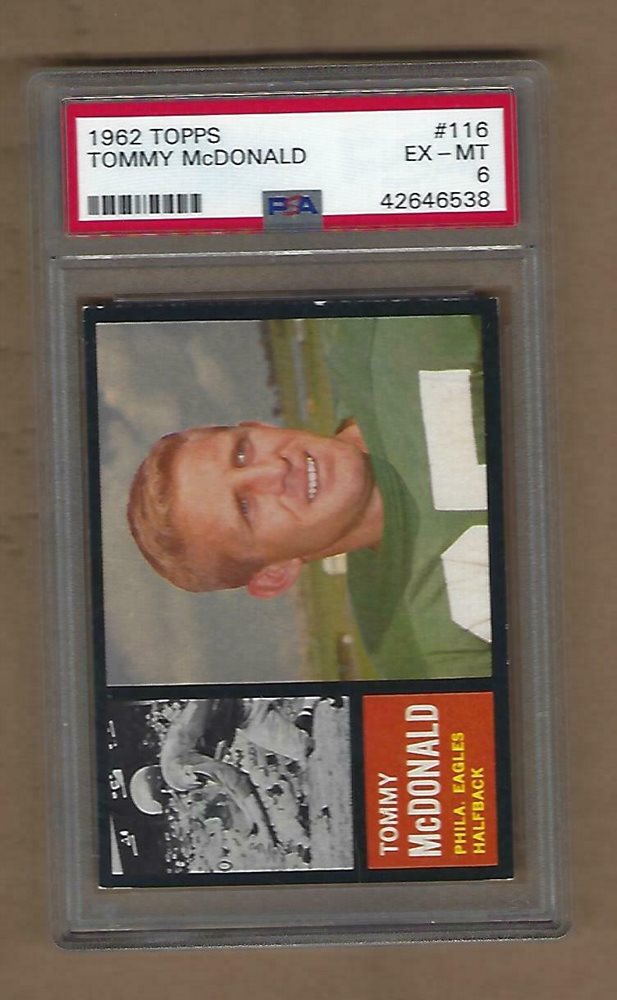 1962 TOPPS
TOMMY McDONALD
#116
EX - MT
6
PSA
42646538
TOMMY
McDONALD
PHILA. EAGLES
HALFBACK